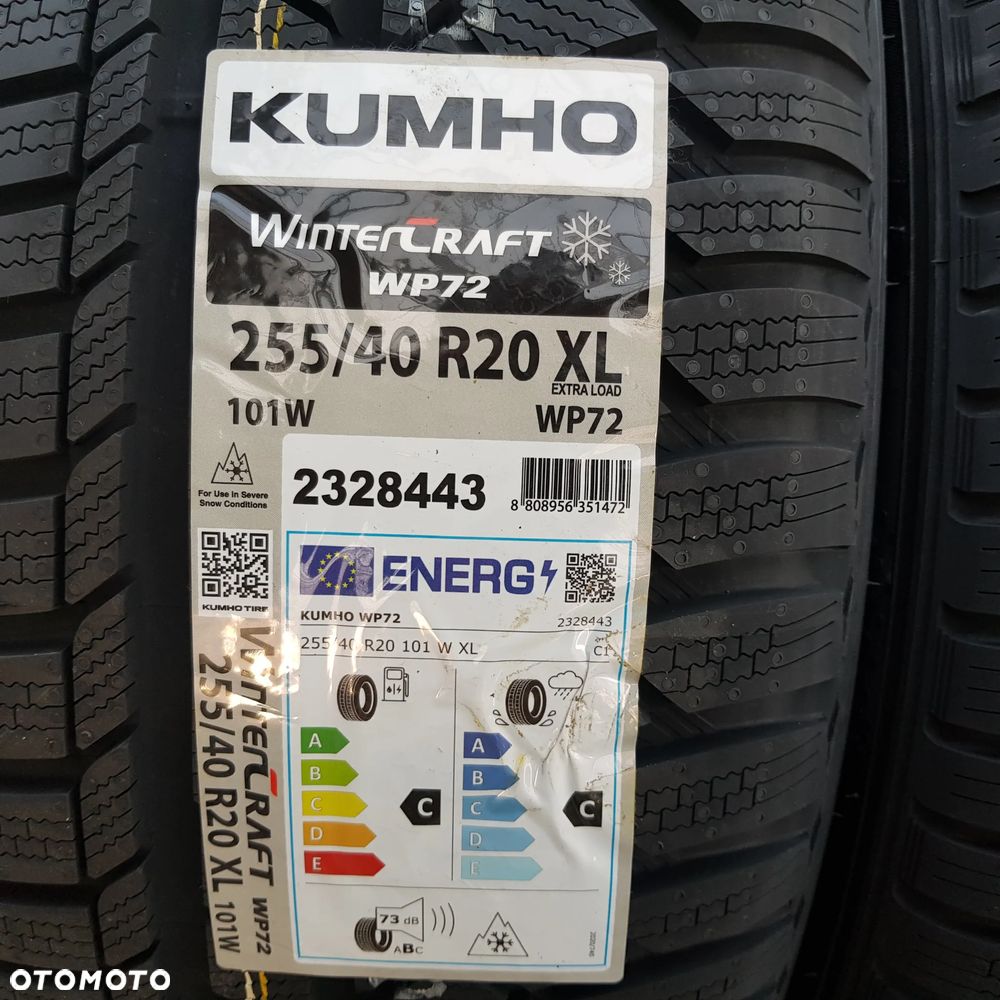 KUMHO
WINTERCRAFT
WP72
255/40 R20 XL
EXTRA LOAD
101W WP72
For Use in Severe
Snow Conditions
2328443
8 808956 351472
KUMHO TIRE
ENERG
KUMHO WP72 2328443
255/40 R20 101 W XL C1
A
B
C
D
E
C
A
B
C
D
E
C
73 dB
ABC
WINTERCRAFT WP72
255/40 R20 XL 101W
OTOMOTO